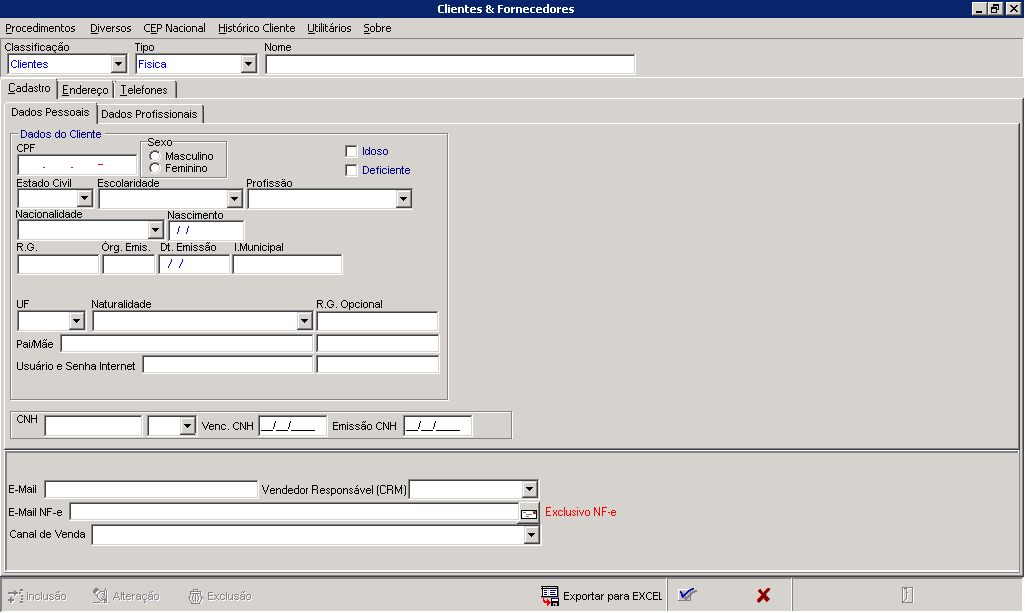 Clientes & Fornecedores
Procedimentos Diversos CEP Nacional Histórico Cliente Utilitários Sobre
Classificação Tipo Nome
Clientes Fisica
Cadastro Endereço Telefones
Dados Pessoais Dados Profissionais
Dados do Cliente
CPF Sexo
Masculino Idoso
. . –
Feminino Deficiente
Estado Civil Escolaridade Profissão
Nacionalidade Nascimento
/ /
R.G. Órg. Emis. Dt. Emissão I.Municipal
/ /
UF Naturalidade R.G. Opcional
Pai/Mãe
Usuário e Senha Internet
CNH Venc. CNH __/__/____ Emissão CNH __/__/____
E-Mail Vendedor Responsável (CRM)
E-Mail NF-e Exclusivo NF-e
Canal de Venda
Inclusão Alteração Exclusão Exportar para EXCEL